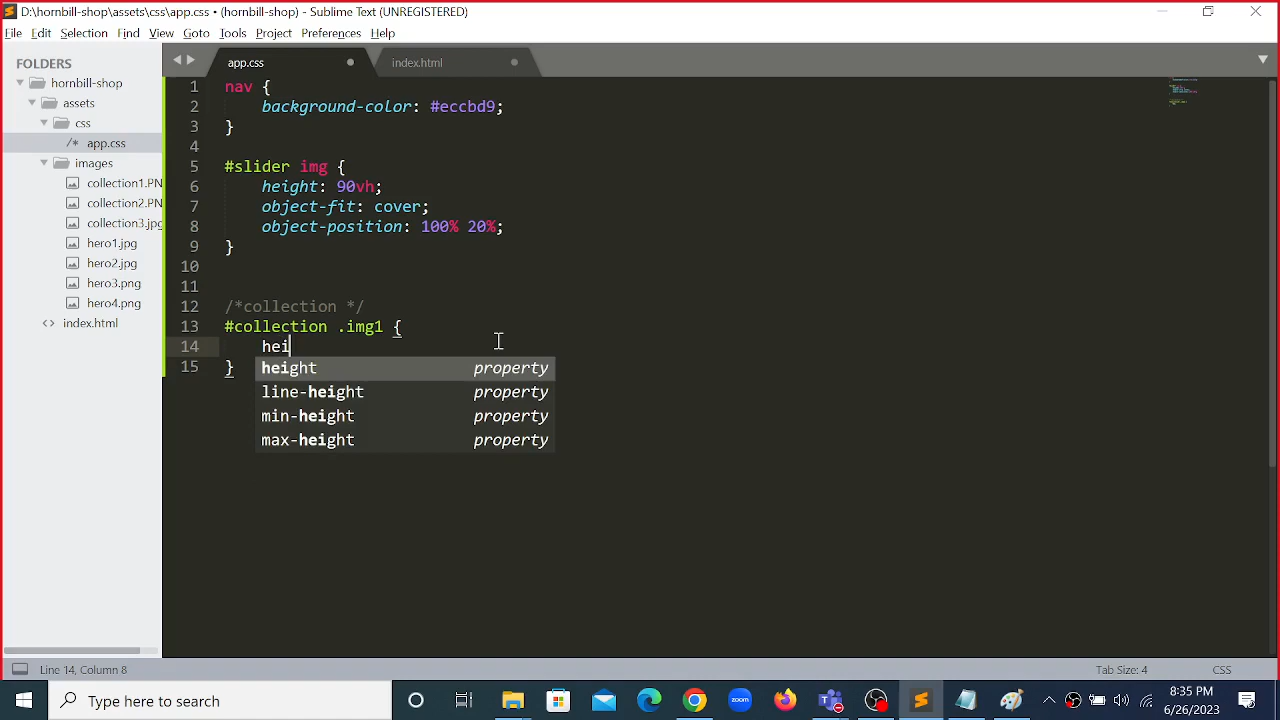 D:\hornbill-shop\assets\css\app.css • (hornbill-shop) - Sublime Text (UNREGISTERED)
File Edit Selection Find View Goto Tools Project Preferences Help
FOLDERS
hornbill-shop
assets
css
/* app.css
images
collection1.PN
collection2.PN
collection3.jpg
hero1.jpg
hero2.jpg
hero3.png
hero4.png
<> index.html
app.css index.html
1 nav {
2 background-color: #eccbd9;
3 }
4
5 #slider img {
6 height: 90vh;
7 object-fit: cover;
8 object-position: 100% 20%;
9 }
10
11
12 /*collection */
13 #collection .img1 {
14 hei
15 }
height property
line-height property
min-height property
max-height property
Line 14, Column 8 Tab Size: 4 CSS
Type here to search
zoom
8:35 PM
6/26/2023